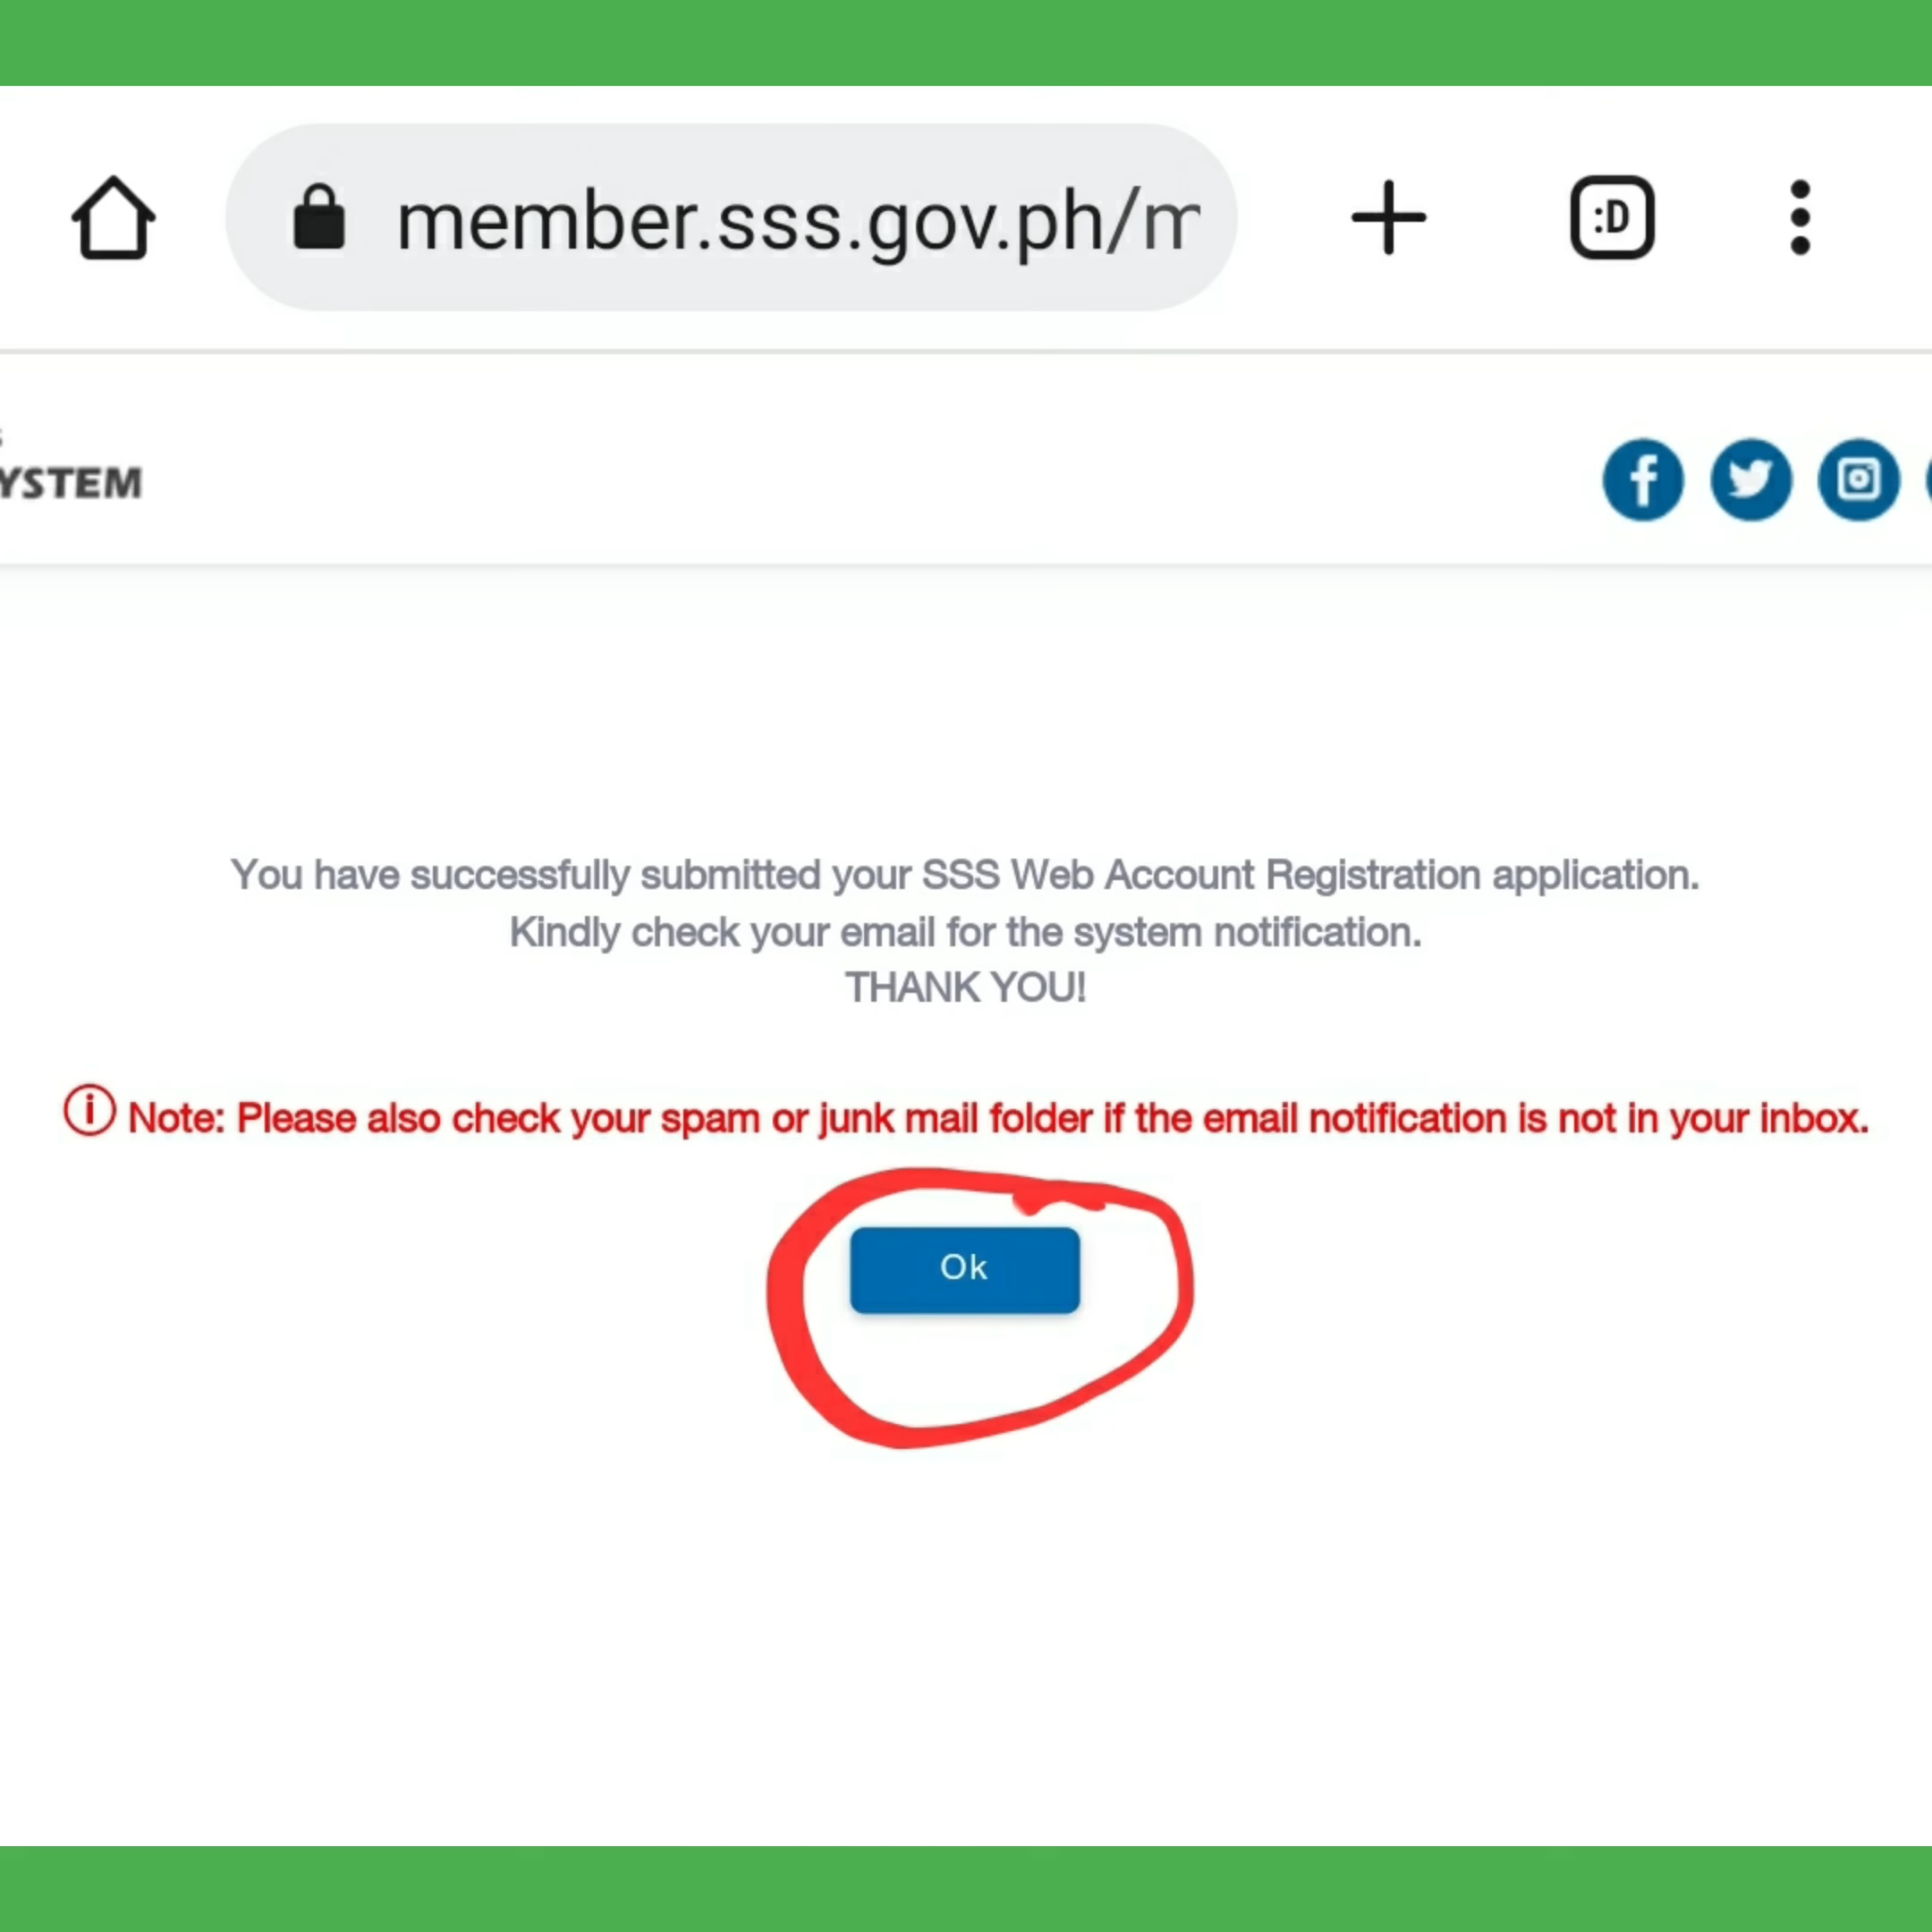 member.sss.gov.ph/m
:D
YSTEM
You have successfully submitted your SSS Web Account Registration application.
Kindly check your email for the system notification.
THANK YOU!
Note: Please also check your spam or junk mail folder if the email notification is not in your inbox.
Ok